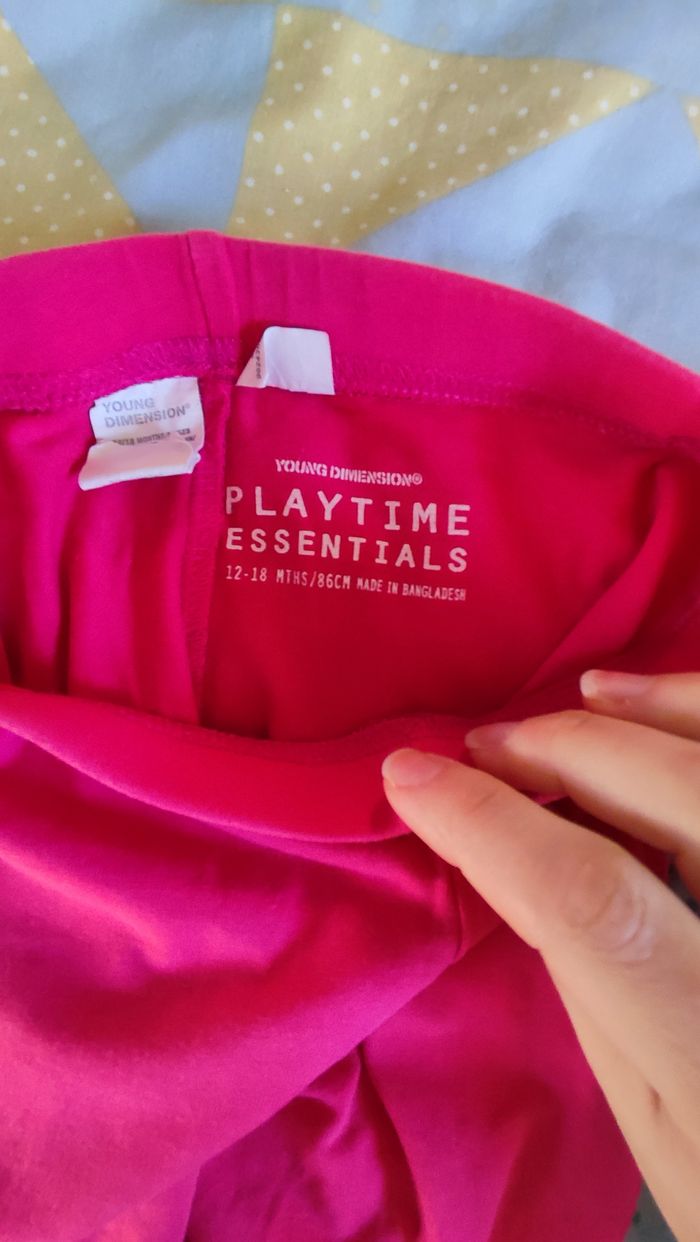 YOUNG
DIMENSION®
YOUNG DIMENSION®
PLAYTIME
ESSENTIALS
12-18 MTHS/86CM MADE IN BANGLADESH